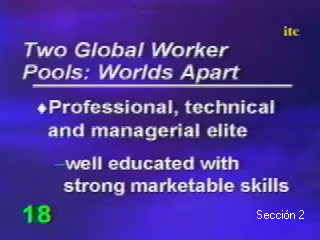 itc
Two Global Worker
Pools: Worlds Apart
♦Professional, technical
and managerial elite
–well educated with
strong marketable skills
18
Sección 2